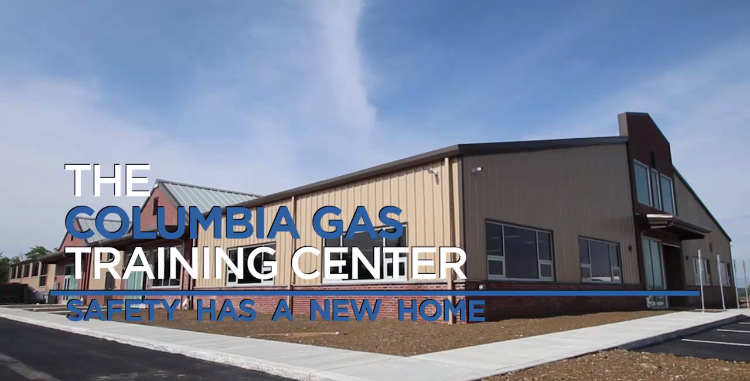 THE
COLUMBIA GAS
TRAINING CENTER
SAFETY HAS A NEW HOME